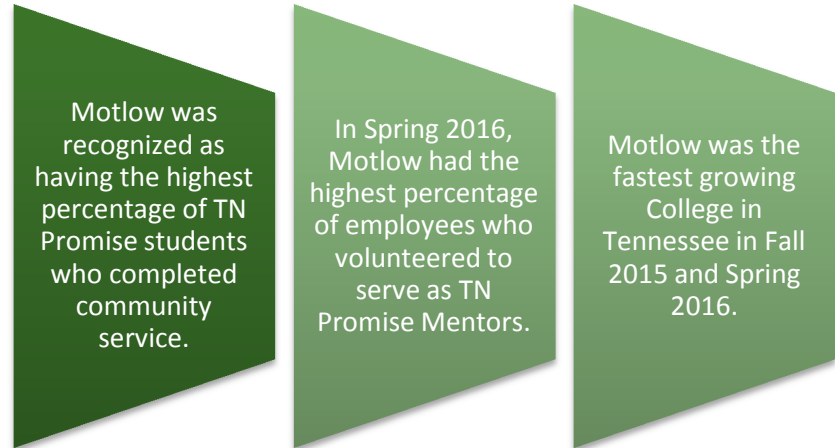 Motlow was
recognized as
having the highest
percentage of TN
Promise students
who completed
community
service.
In Spring 2016,
Motlow had the
highest percentage
of employees who
volunteered to
serve as TN
Promise Mentors.
Motlow was the
fastest growing
College in
Tennessee in Fall
2015 and Spring
2016.